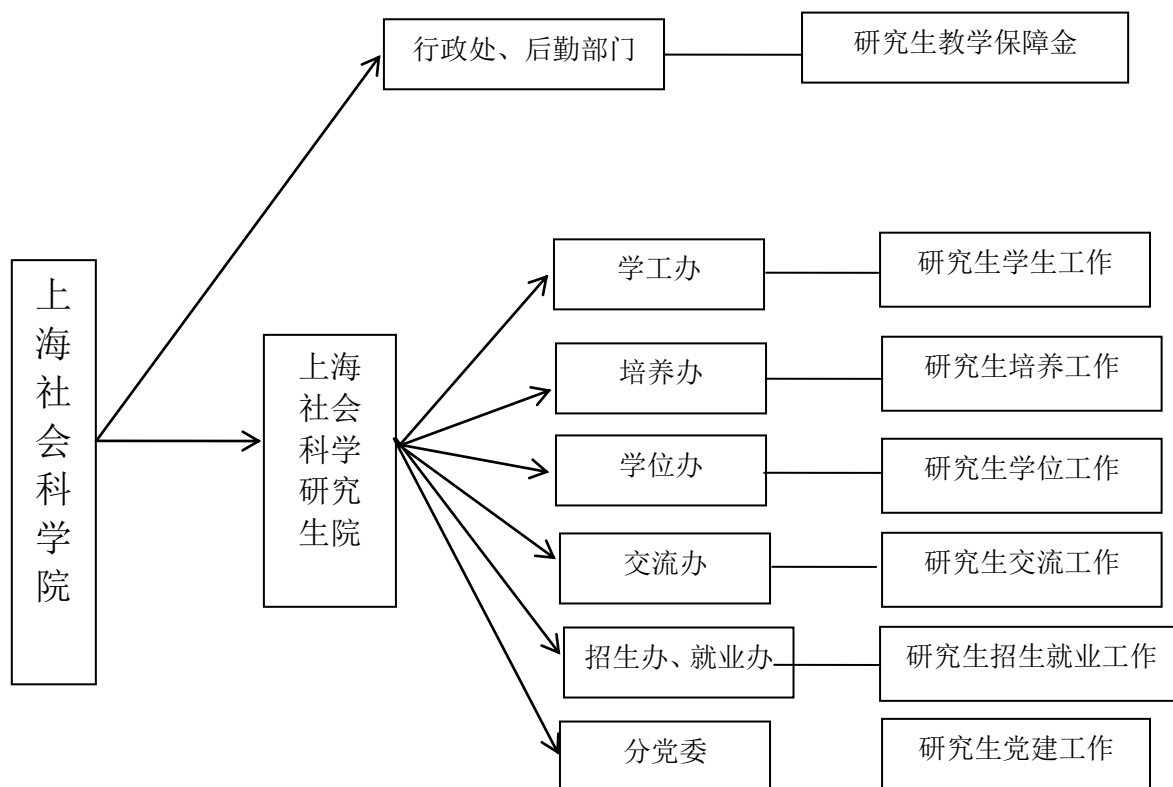 行政处、后勤部门
研究生教学保障金
上
海
社
会
科
学
院
上海
社会
科学
研究
生院
学工办
研究生学生工作
培养办
研究生培养工作
学位办
研究生学位工作
交流办
研究生交流工作
招生办、就业办
研究生招生就业工作
分党委
研究生党建工作